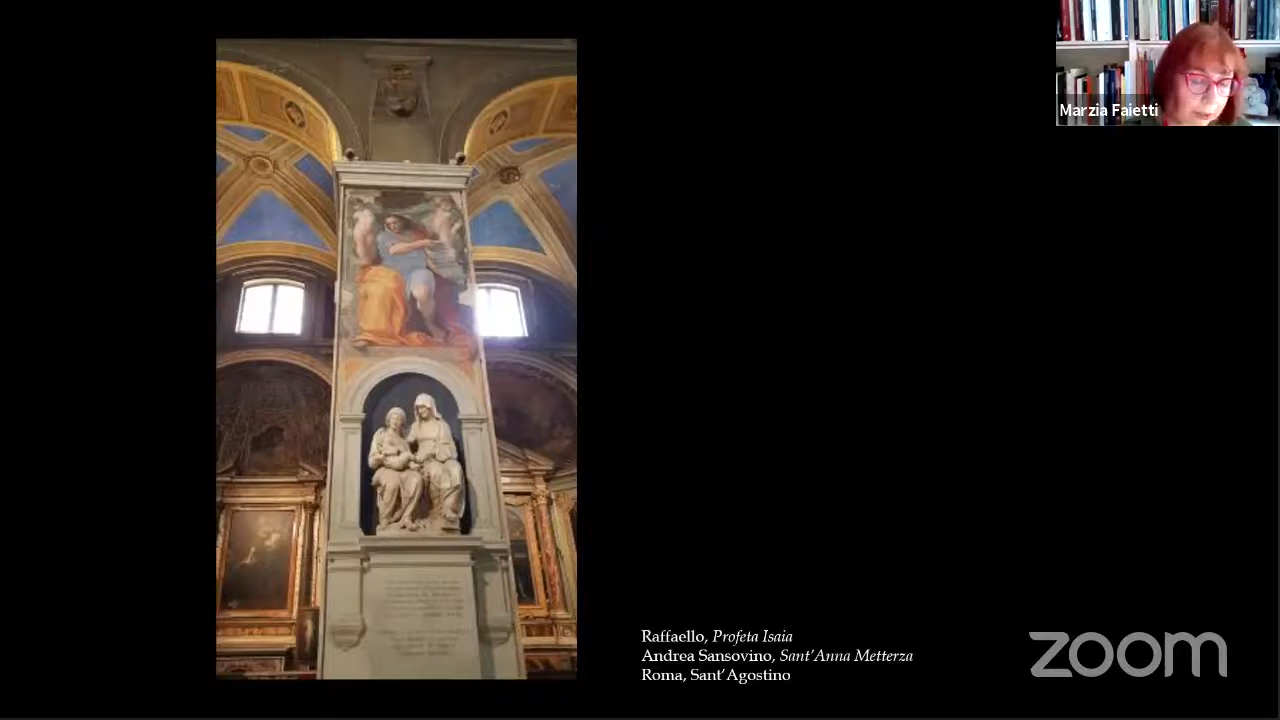 Marzia Faietti
Raffaello, Profeta Isaia
Andrea Sansovino, Sant'Anna Metterza
Roma, Sant'Agostino
zoom